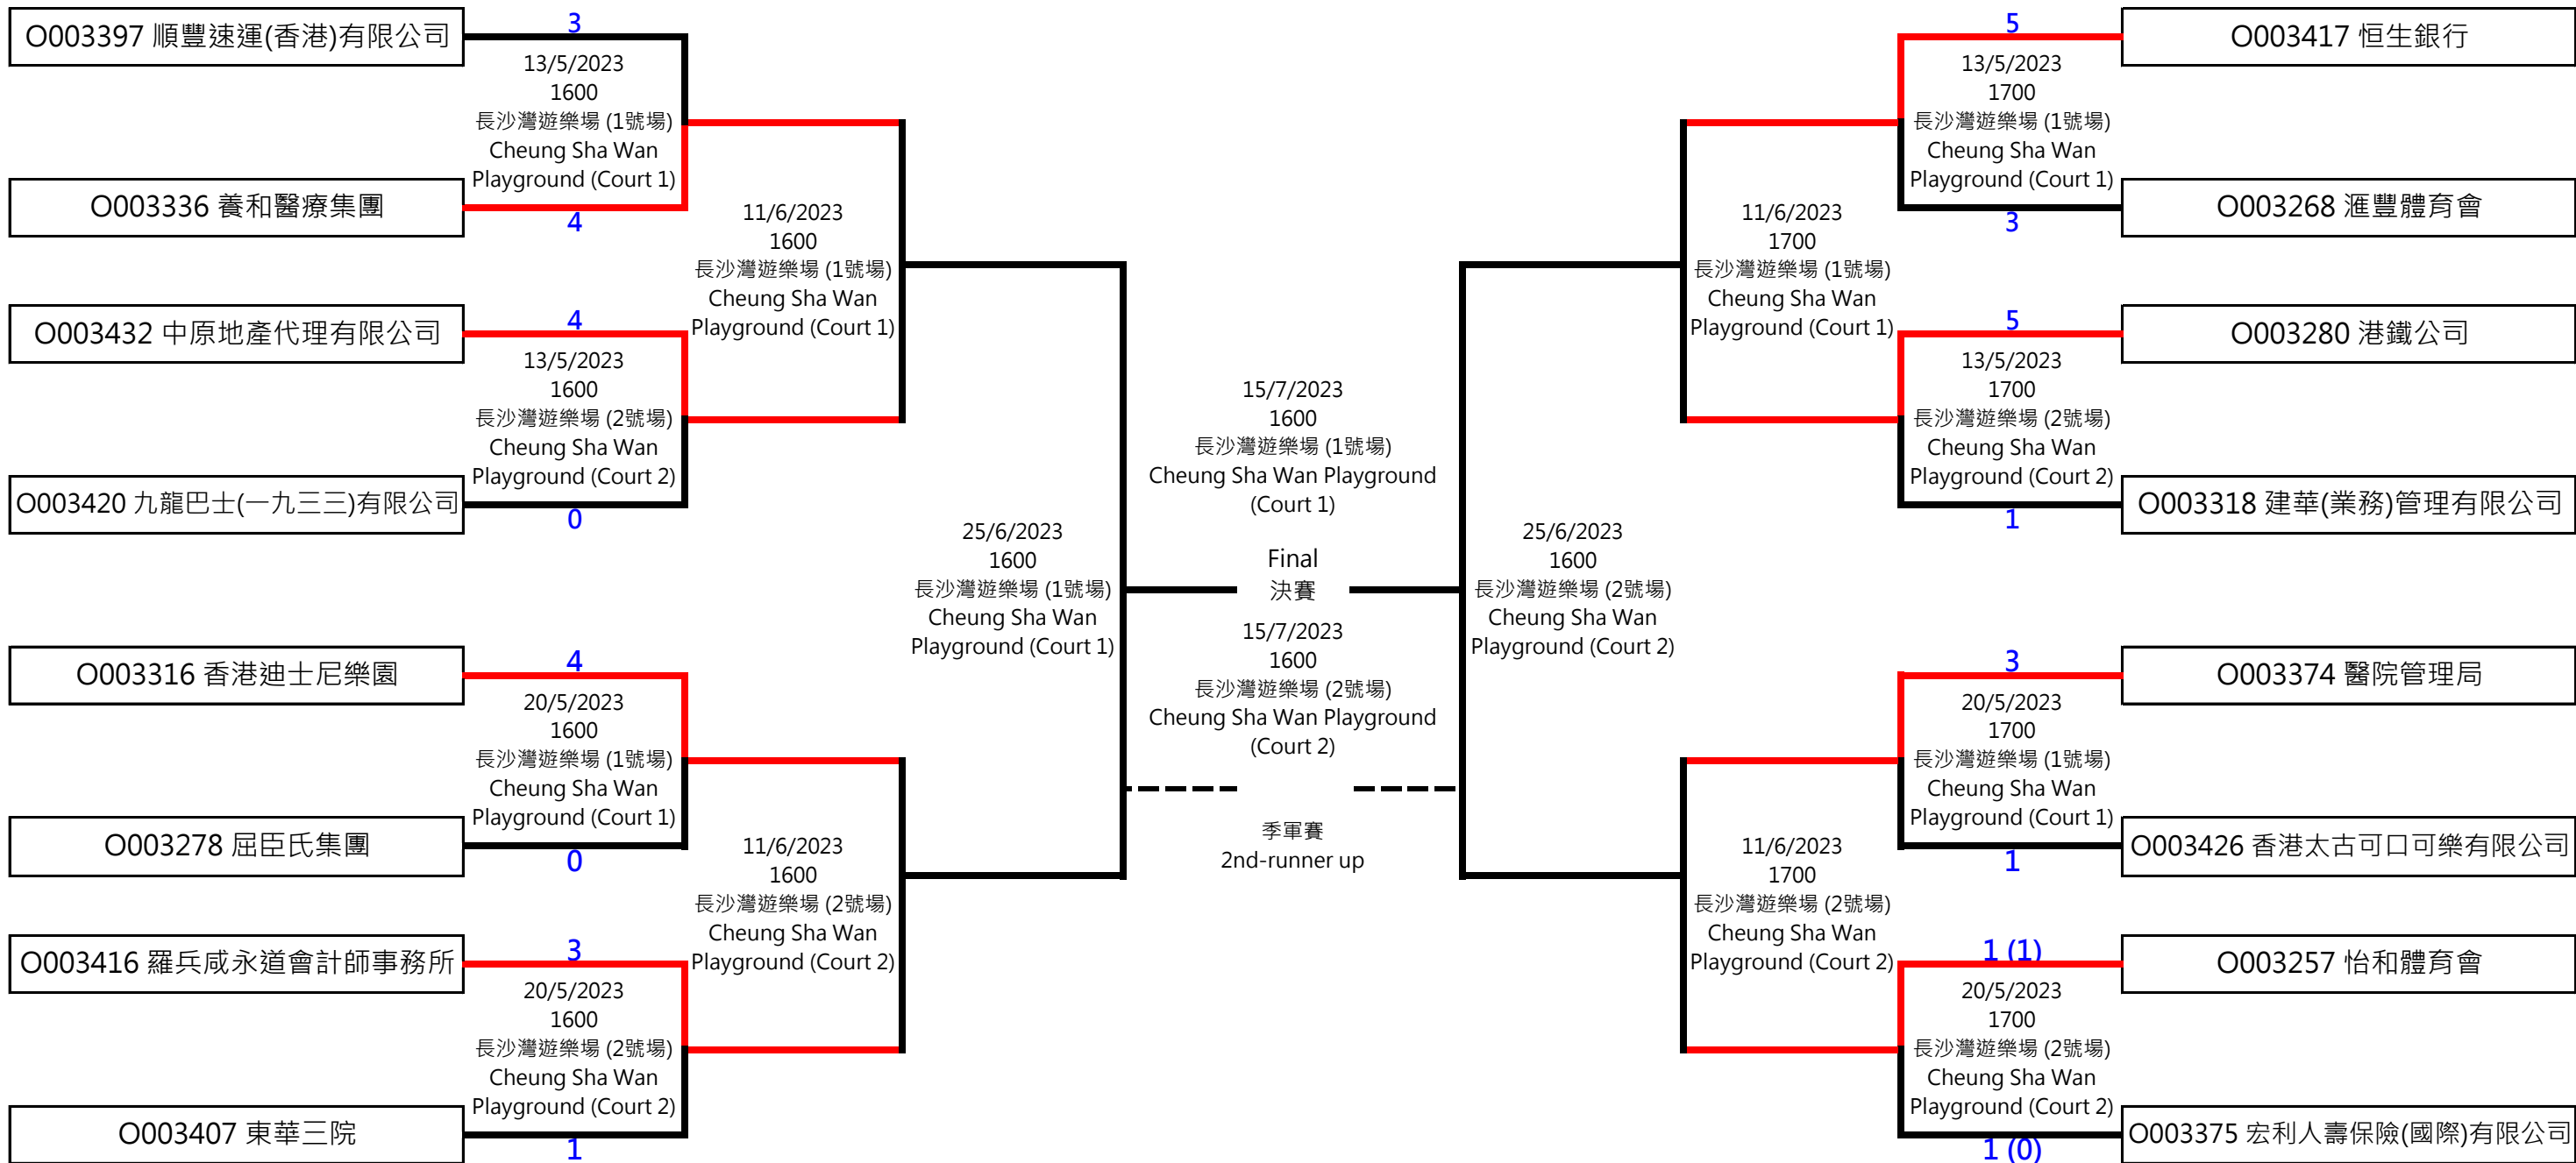 O003397 順豐速運(香港)有限公司
3
13/5/2023
1600
長沙灣遊樂場 (1號場)
Cheung Sha Wan
Playground (Court 1)
O003336 養和醫療集團
4
O003432 中原地產代理有限公司
4
13/5/2023
1600
長沙灣遊樂場 (2號場)
Cheung Sha Wan
Playground (Court 2)
O003420 九龍巴士(一九三三)有限公司
0
11/6/2023
1600
長沙灣遊樂場 (1號場)
Cheung Sha Wan
Playground (Court 1)
O003316 香港迪士尼樂園
4
20/5/2023
1600
長沙灣遊樂場 (1號場)
Cheung Sha Wan
Playground (Court 1)
O003278 屈臣氏集團
0
O003416 羅兵咸永道會計師事務所
3
20/5/2023
1600
長沙灣遊樂場 (2號場)
Cheung Sha Wan
Playground (Court 2)
O003407 東華三院
1
11/6/2023
1600
長沙灣遊樂場 (2號場)
Cheung Sha Wan
Playground (Court 2)
25/6/2023
1600
長沙灣遊樂場 (1號場)
Cheung Sha Wan
Playground (Court 1)
15/7/2023
1600
長沙灣遊樂場 (1號場)
Cheung Sha Wan Playground
(Court 1)
Final
決賽
15/7/2023
1600
長沙灣遊樂場 (2號場)
Cheung Sha Wan Playground
(Court 2)
季軍賽
2nd-runner up
25/6/2023
1600
長沙灣遊樂場 (2號場)
Cheung Sha Wan
Playground (Court 2)
11/6/2023
1700
長沙灣遊樂場 (1號場)
Cheung Sha Wan
Playground (Court 1)
5
O003417 恒生銀行
13/5/2023
1700
長沙灣遊樂場 (1號場)
Cheung Sha Wan
Playground (Court 1)
O003268 滙豐體育會
3
5
O003280 港鐵公司
13/5/2023
1700
長沙灣遊樂場 (2號場)
Cheung Sha Wan
Playground (Court 2)
O003318 建華(業務)管理有限公司
1
11/6/2023
1700
長沙灣遊樂場 (2號場)
Cheung Sha Wan
Playground (Court 2)
3
O003374 醫院管理局
20/5/2023
1700
長沙灣遊樂場 (1號場)
Cheung Sha Wan
Playground (Court 1)
O003426 香港太古可口可樂有限公司
1
1 (1)
O003257 怡和體育會
20/5/2023
1700
長沙灣遊樂場 (2號場)
Cheung Sha Wan
Playground (Court 2)
O003375 宏利人壽保險(國際)有限公司
1 (0)